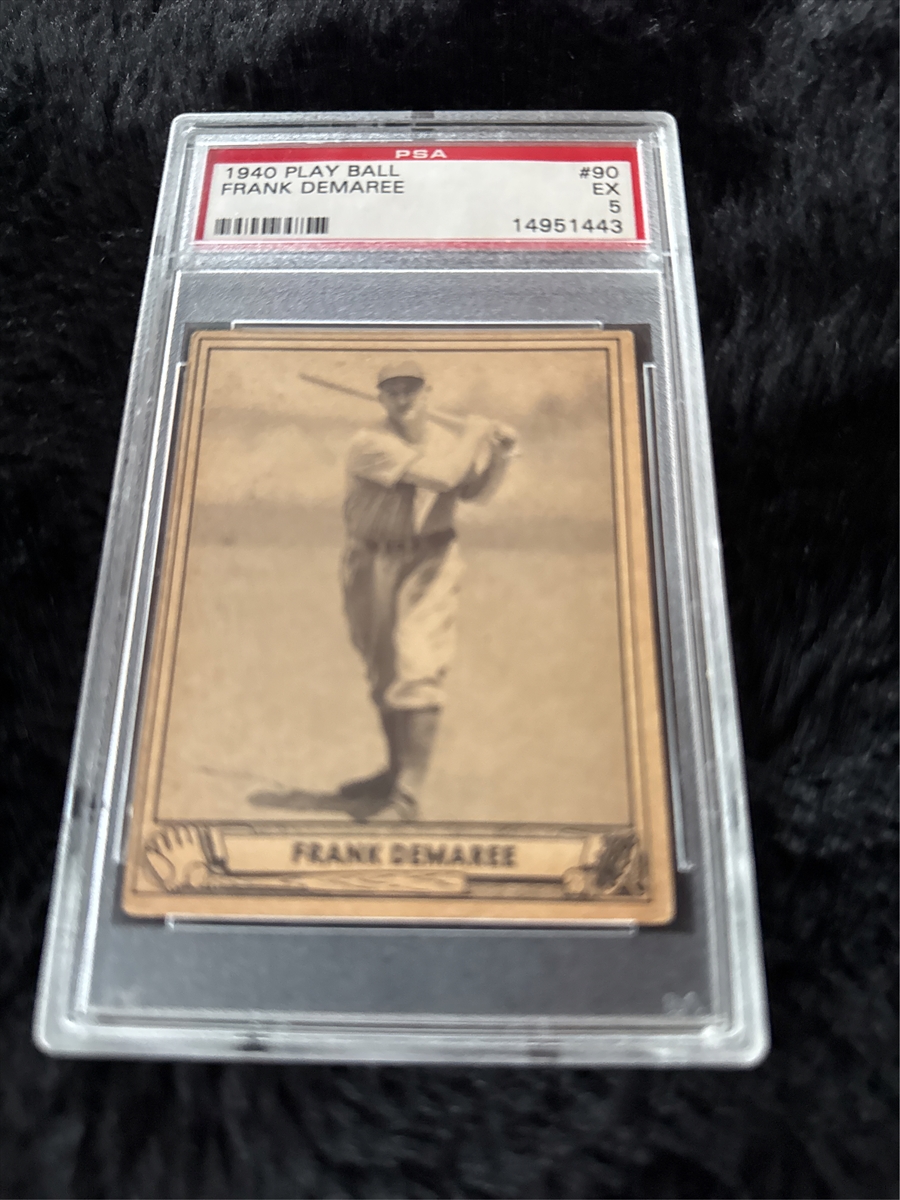 PSA
1940 PLAY BALL #90
FRANK DEMAREE EX
5
14951443
FRANK DEMAREE